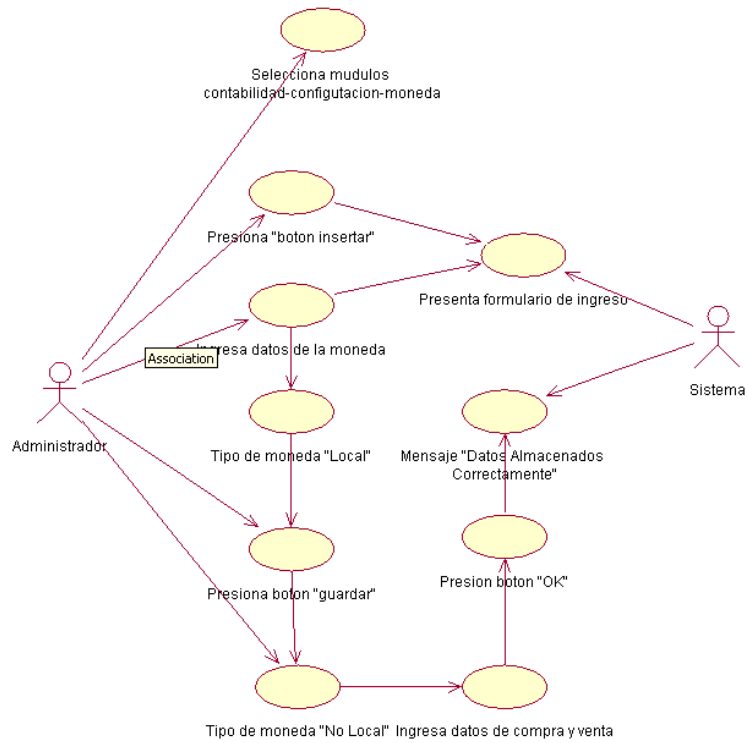 Selecciona mudulos
contabilidad-configutacion-moneda
Presiona "boton insertar"
Presenta formulario de ingreso
Ingresa datos de la moneda
Association
Administrador
Sistema
Tipo de moneda "Local"
Mensaje "Datos Almacenados
Correctamente"
Presiona boton "guardar"
Presion boton "OK"
Tipo de moneda "No Local"
Ingresa datos de compra y venta